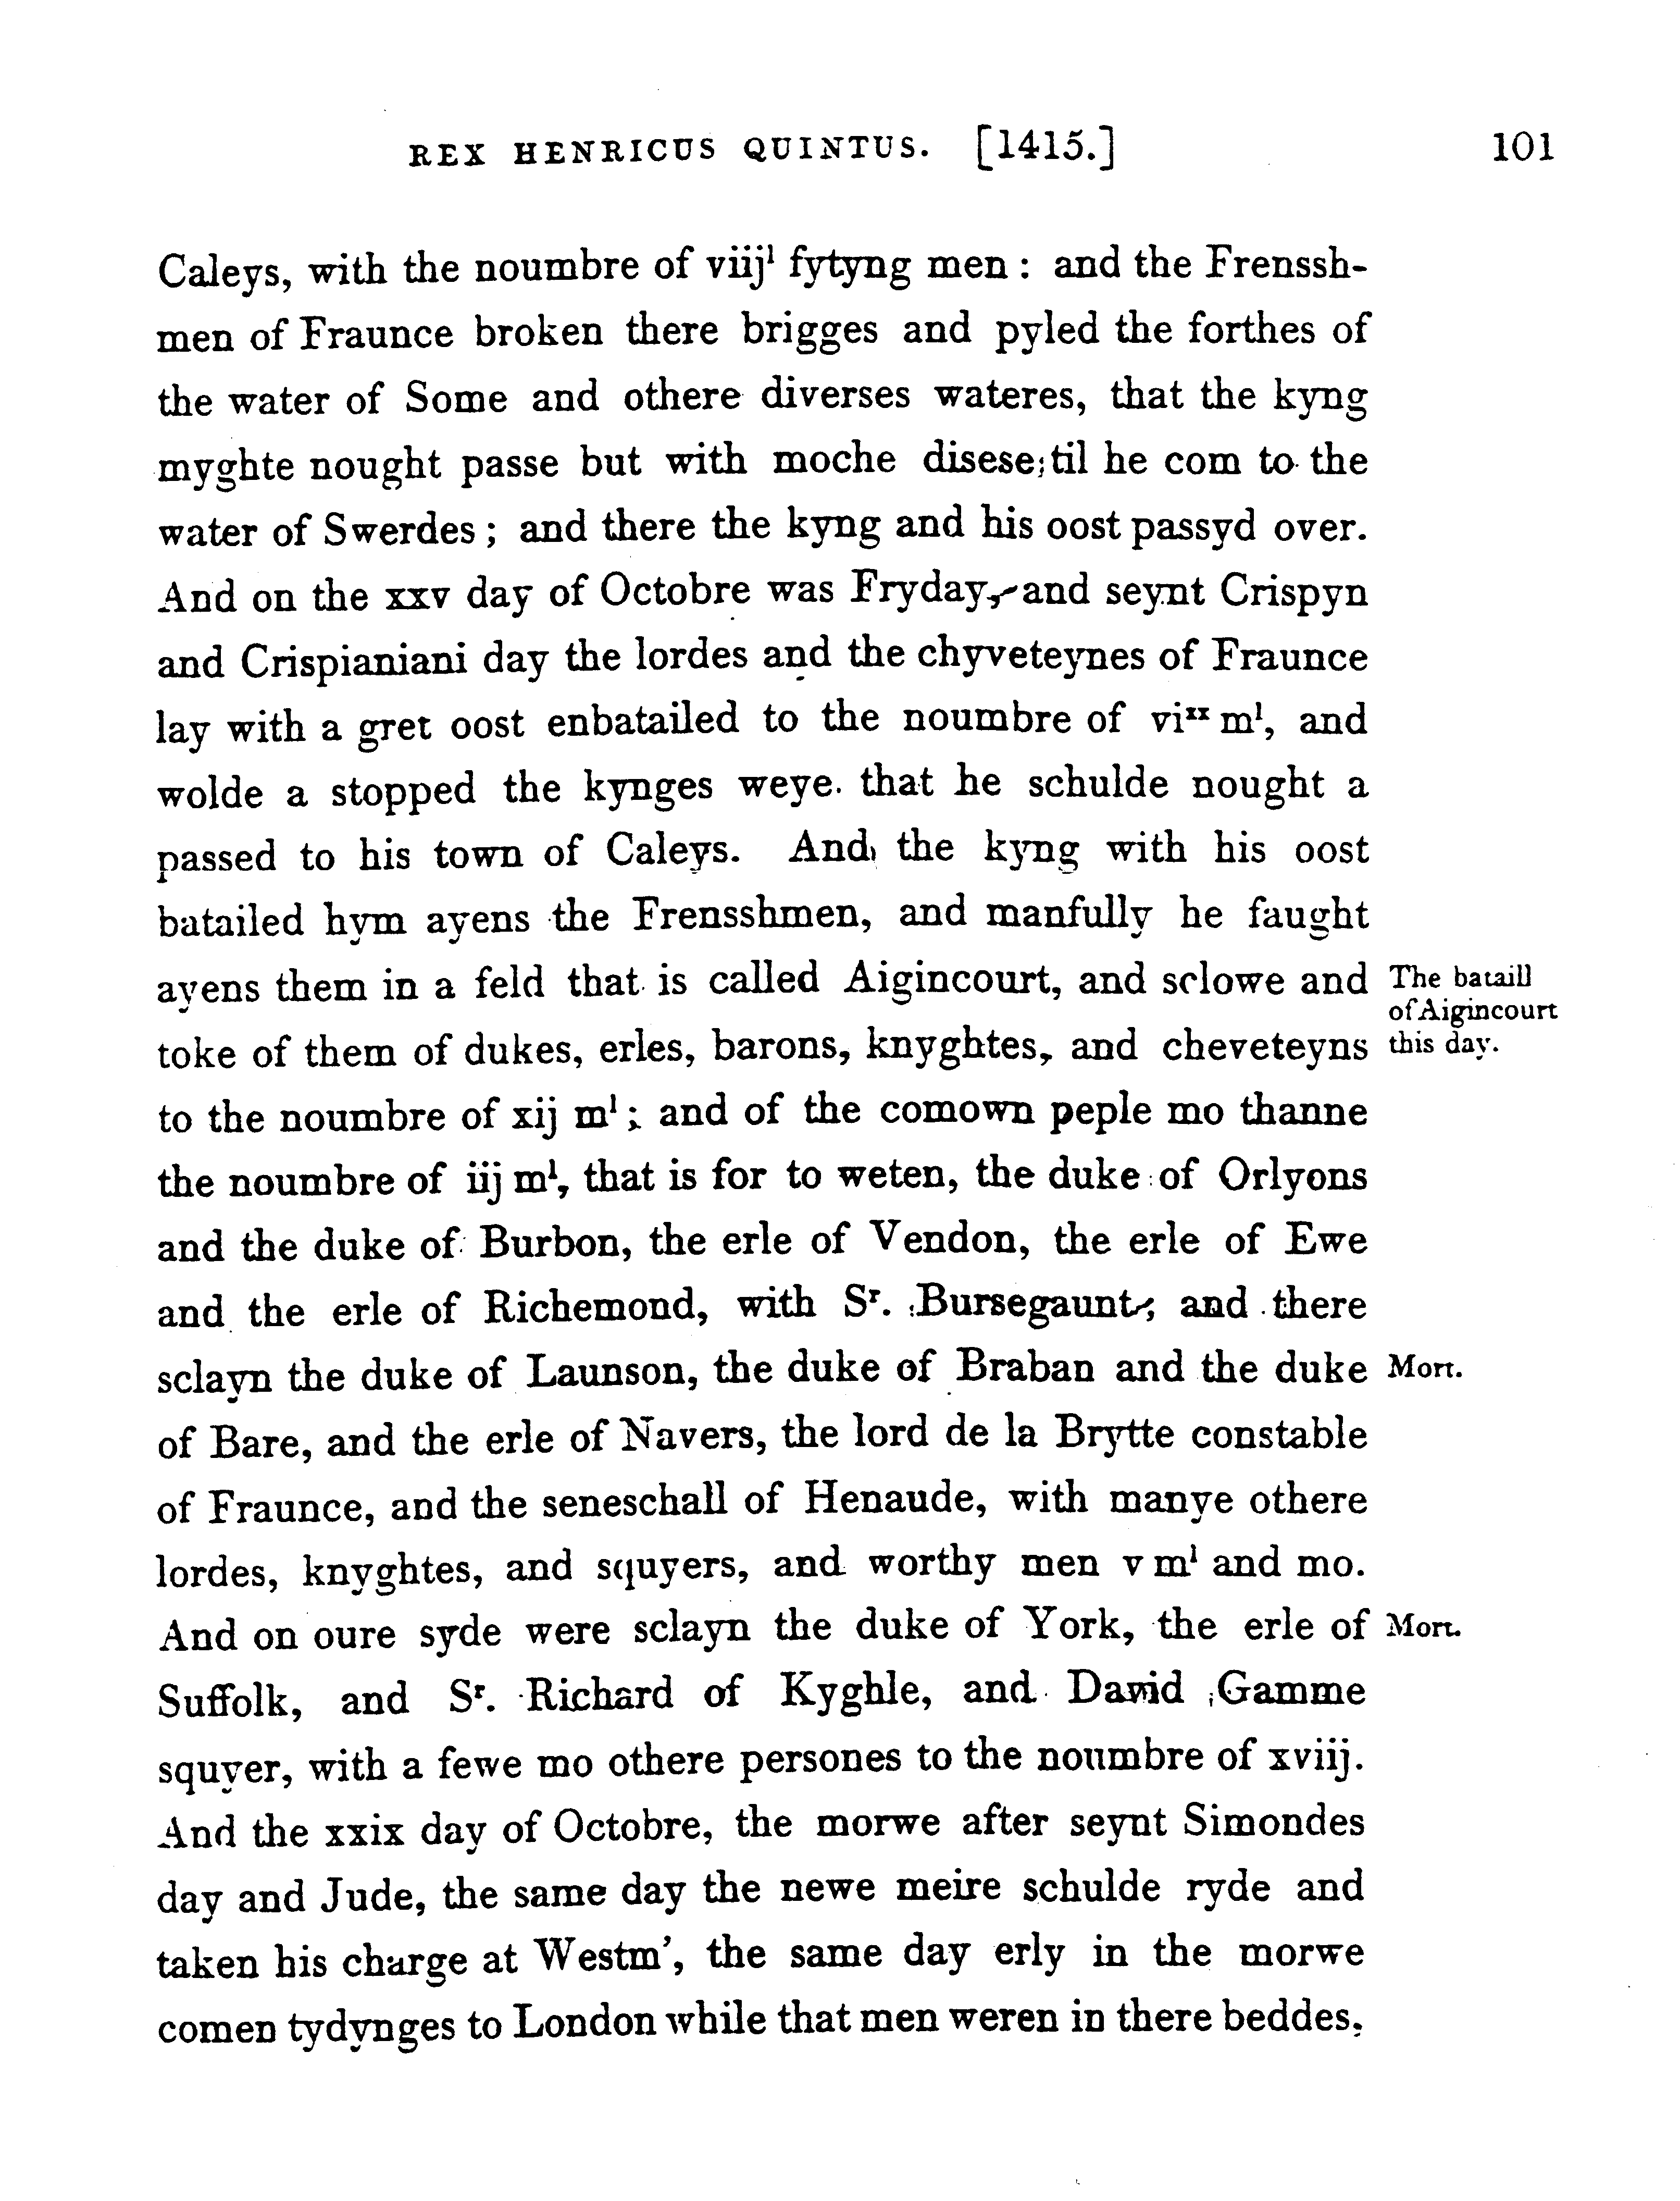 REX HENRICUS QUINTUS. [1415.] 101
Caleys, with the noumbre of viijˡ fytyng men : and the Frenssh-
men of Fraunce broken there brigges and pyled the forthes of
the water of Some and othere diverses wateres, that the kyng
myghte nought passe but with moche disese; til he com to the
water of Swerdes ; and there the kyng and his oost passyd over.
And on the xxv day of Octobre was Fryday, and seynt Crispyn
and Crispianiani day the lordes and the chyveteynes of Fraunce
lay with a gret oost enbatailed to the noumbre of viˣˣ mˡ, and
wolde a stopped the kynges weye. that he schulde nought a
passed to his town of Caleys. And the kyng with his oost
batailed hym ayens the Frensshmen, and manfully he faught
ayens them in a feld that is called Aigincourt, and sclowe and
The bataill
of Aigincourt
this day.
toke of them of dukes, erles, barons, knyghtes, and cheveteyns
to the noumbre of xij mˡ ; and of the comown peple mo thanne
the noumbre of iij mˡ, that is for to weten, the duke of Orlyons
and the duke of Burbon, the erle of Vendon, the erle of Ewe
and the erle of Richemond, with Sʳ. Bursegaunt; and there
sclayn the duke of Launson, the duke of Braban and the duke
Mort.
of Bare, and the erle of Navers, the lord de la Brytte constable
of Fraunce, and the seneschall of Henaude, with manye othere
lordes, knyghtes, and squyers, and worthy men v mˡ and mo.
And on oure syde were sclayn the duke of York, the erle of
Mort.
Suffolk, and Sʳ. Richard of Kyghle, and David Gamme
squyer, with a fewe mo othere persones to the noumbre of xviij.
And the xxix day of Octobre, the morwe after seynt Simondes
day and Jude, the same day the newe meire schulde ryde and
taken his charge at Westm’, the same day erly in the morwe
comen tydynges to London while that men weren in there beddes,